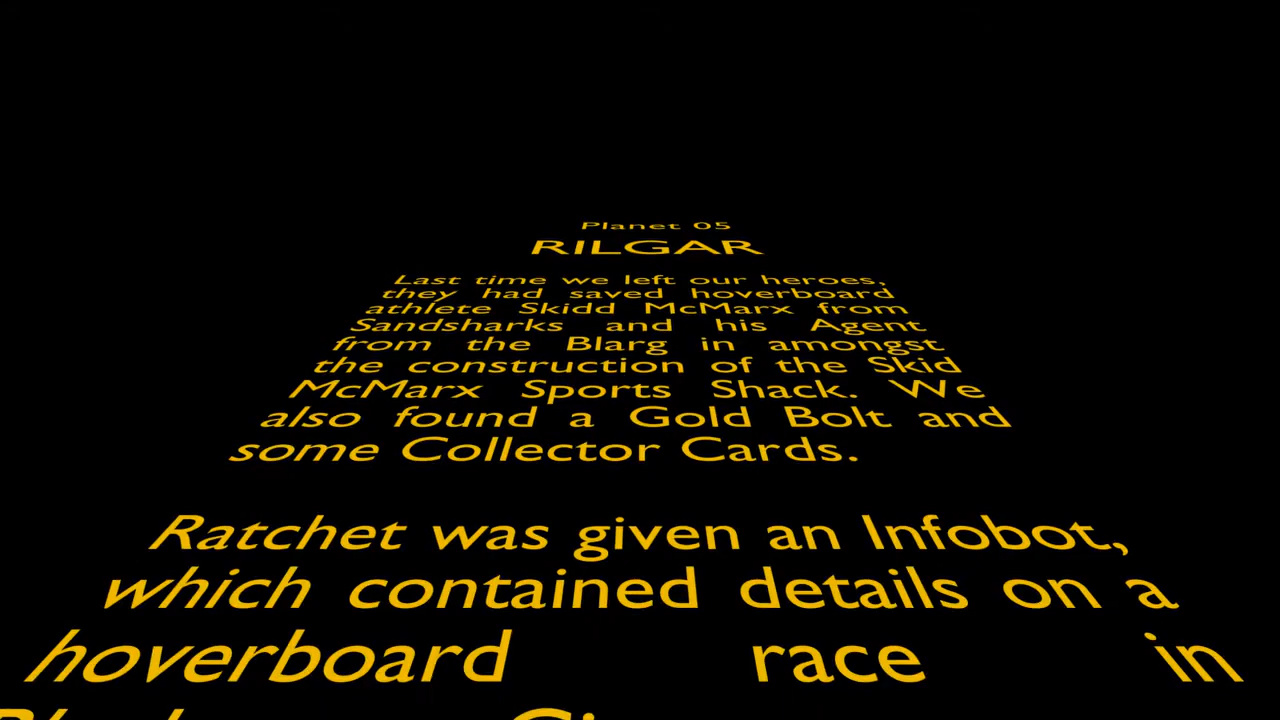 Planet 05
RILGAR
Last time we left our heroes,
they had saved hoverboard
athlete Skidd McMarx from
Sandsharks and his Agent
from the Blarg in amongst
the construction of the Skid
McMarx Sports Shack. We
also found a Gold Bolt and
some Collector Cards.
Ratchet was given an Infobot,
which contained details on a
hoverboard race in